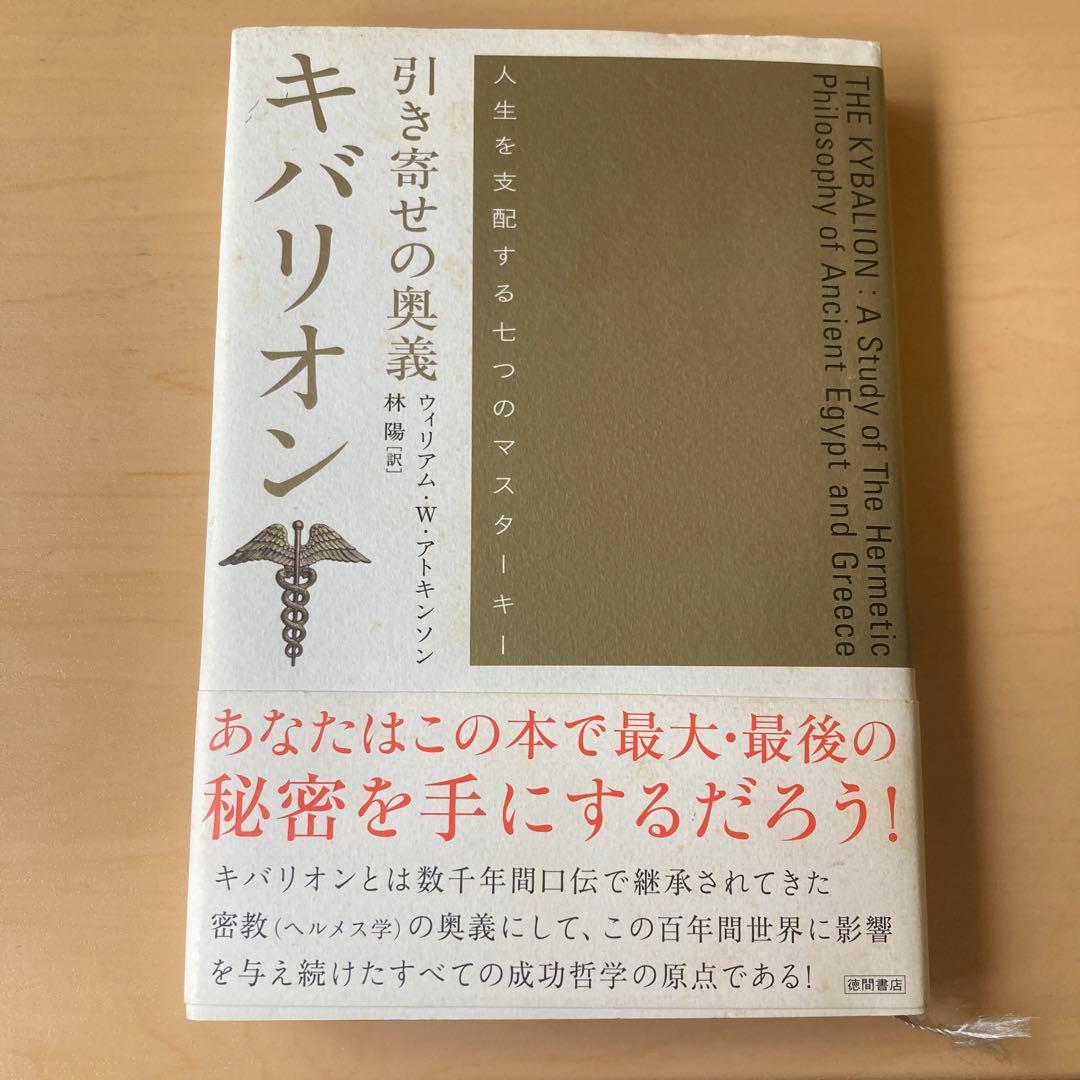 THE KYBALION : A Study of The Hermetic
Philosophy of Ancient Egypt and Greece
人生を支配する七つのマスターキー
引き寄せの奥義
キバリオン
ウィリアム・W・アトキンソン
林 陽[訳]
あなたはこの本で最大・最後の
秘密を手にするだろう!
キバリオンとは数千年間口伝で継承されてきた
密教(ヘルメス学)の奥義にして、この百年間世界に影響
を与え続けたすべての成功哲学の原点である!
徳間書店